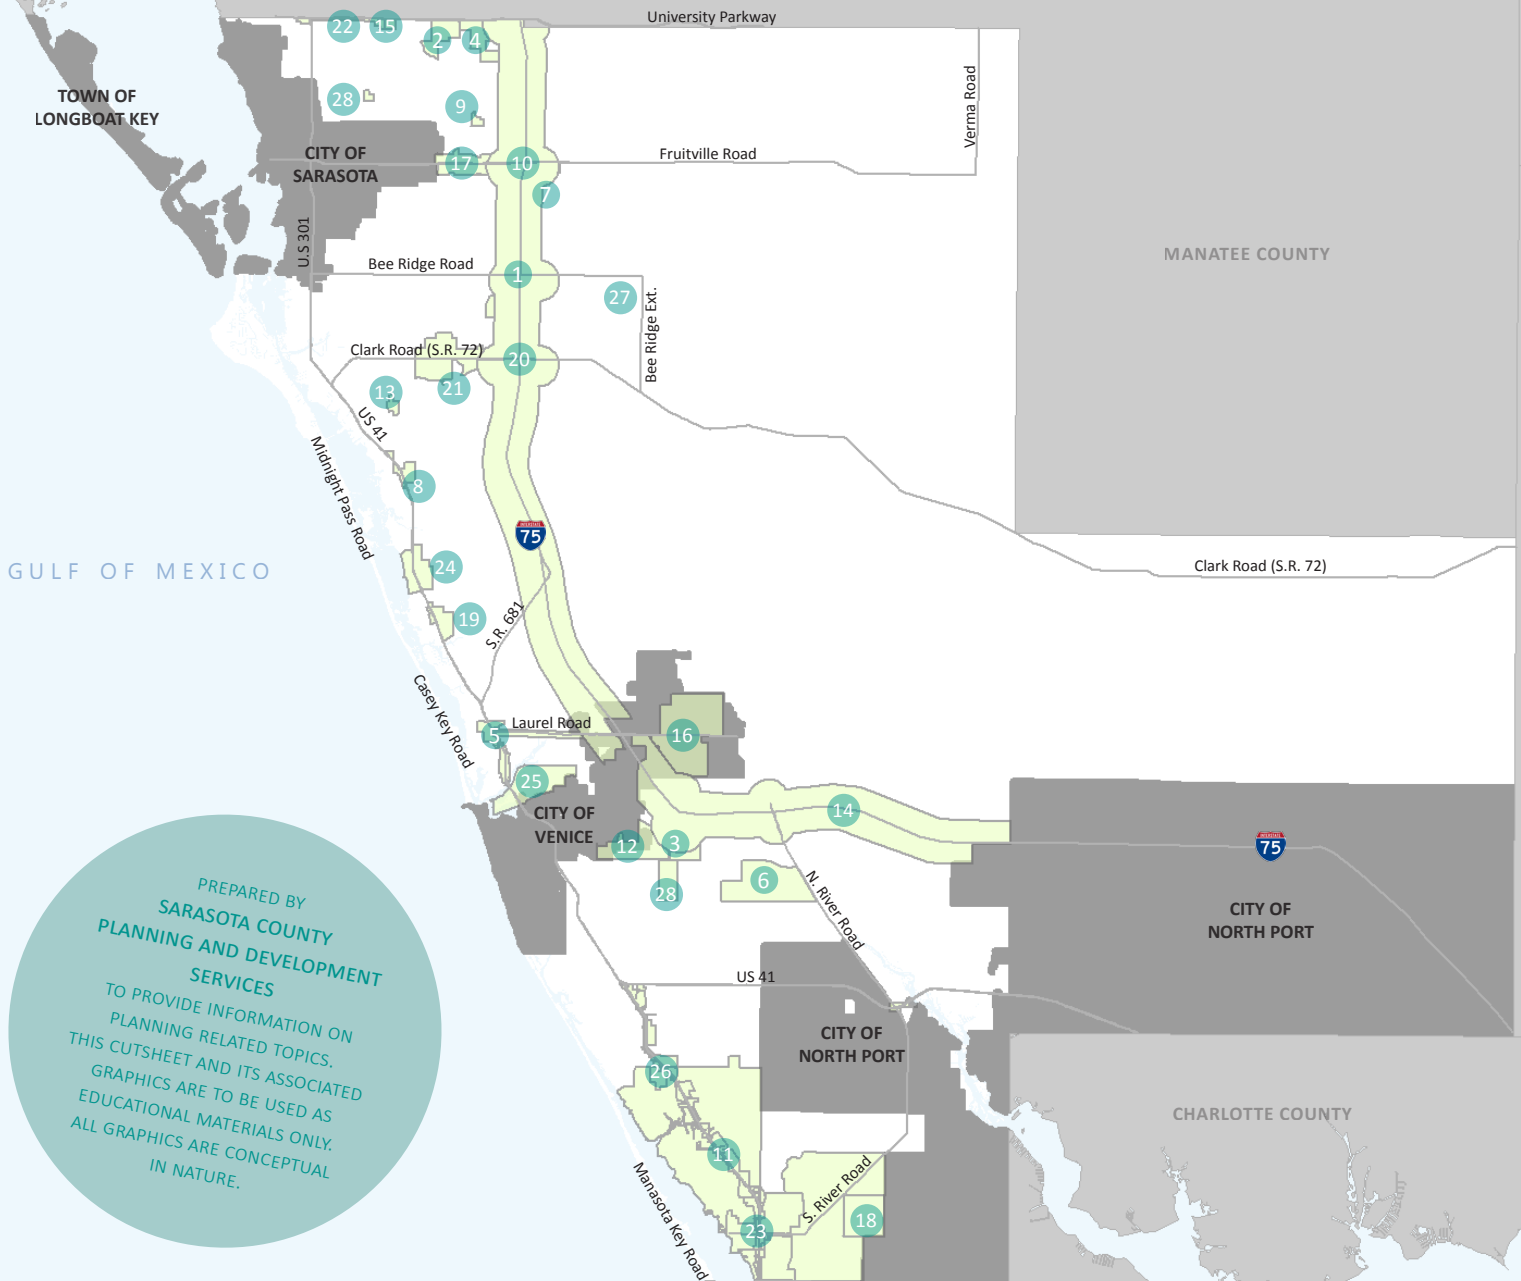 University Parkway
22
15
2
4
TOWN OF
LONGBOAT KEY
28
9
Verma Road
CITY OF
SARASOTA
17
10
Fruitville Road
7
U.S 301
MANATEE COUNTY
Bee Ridge Road
1
27
Bee Ridge Ext.
Clark Road (S.R. 72)
20
21
13
US 41
Midnight Pass Road
8
INTERSTATE
75
GULF OF MEXICO
24
Clark Road (S.R. 72)
19
S.R. 681
Casey Key Road
5
Laurel Road
16
25
CITY OF
VENICE
14
12
3
INTERSTATE
75
28
6
N. River Road
CITY OF
NORTH PORT
US 41
CITY OF
NORTH PORT
26
CHARLOTTE COUNTY
11
Manasota Key Road
S. River Road
23
18
PREPARED BY
SARASOTA COUNTY
PLANNING AND DEVELOPMENT
SERVICES
TO PROVIDE INFORMATION ON
PLANNING RELATED TOPICS.
THIS CUTSHEET AND ITS ASSOCIATED
GRAPHICS ARE TO BE USED AS
EDUCATIONAL MATERIALS ONLY.
ALL GRAPHICS ARE CONCEPTUAL
IN NATURE.